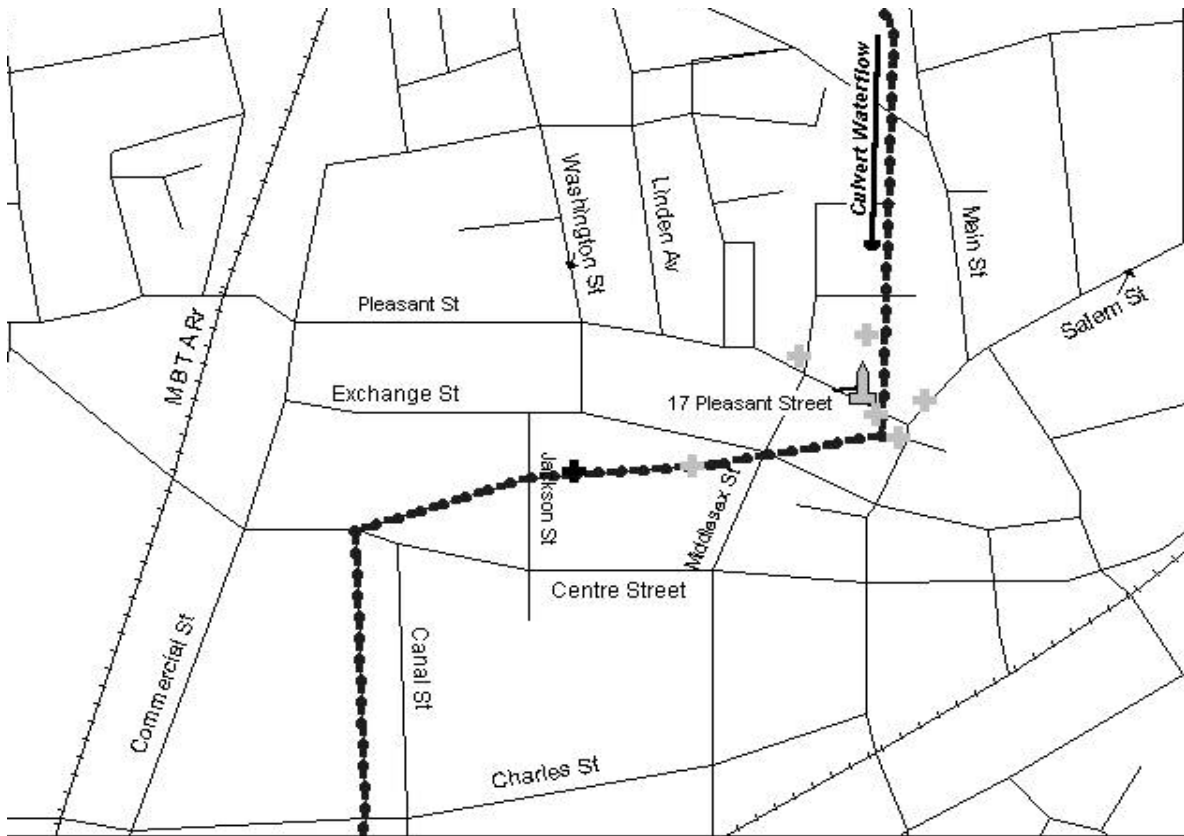 Culvert Waterflow
Washington St
Linden Av
Main St
Salem St
Pleasant St
MBTA Rr
Exchange St
17 Pleasant Street
Jackson St
Middlesex St
Centre Street
Commercial St
Canal St
Charles St